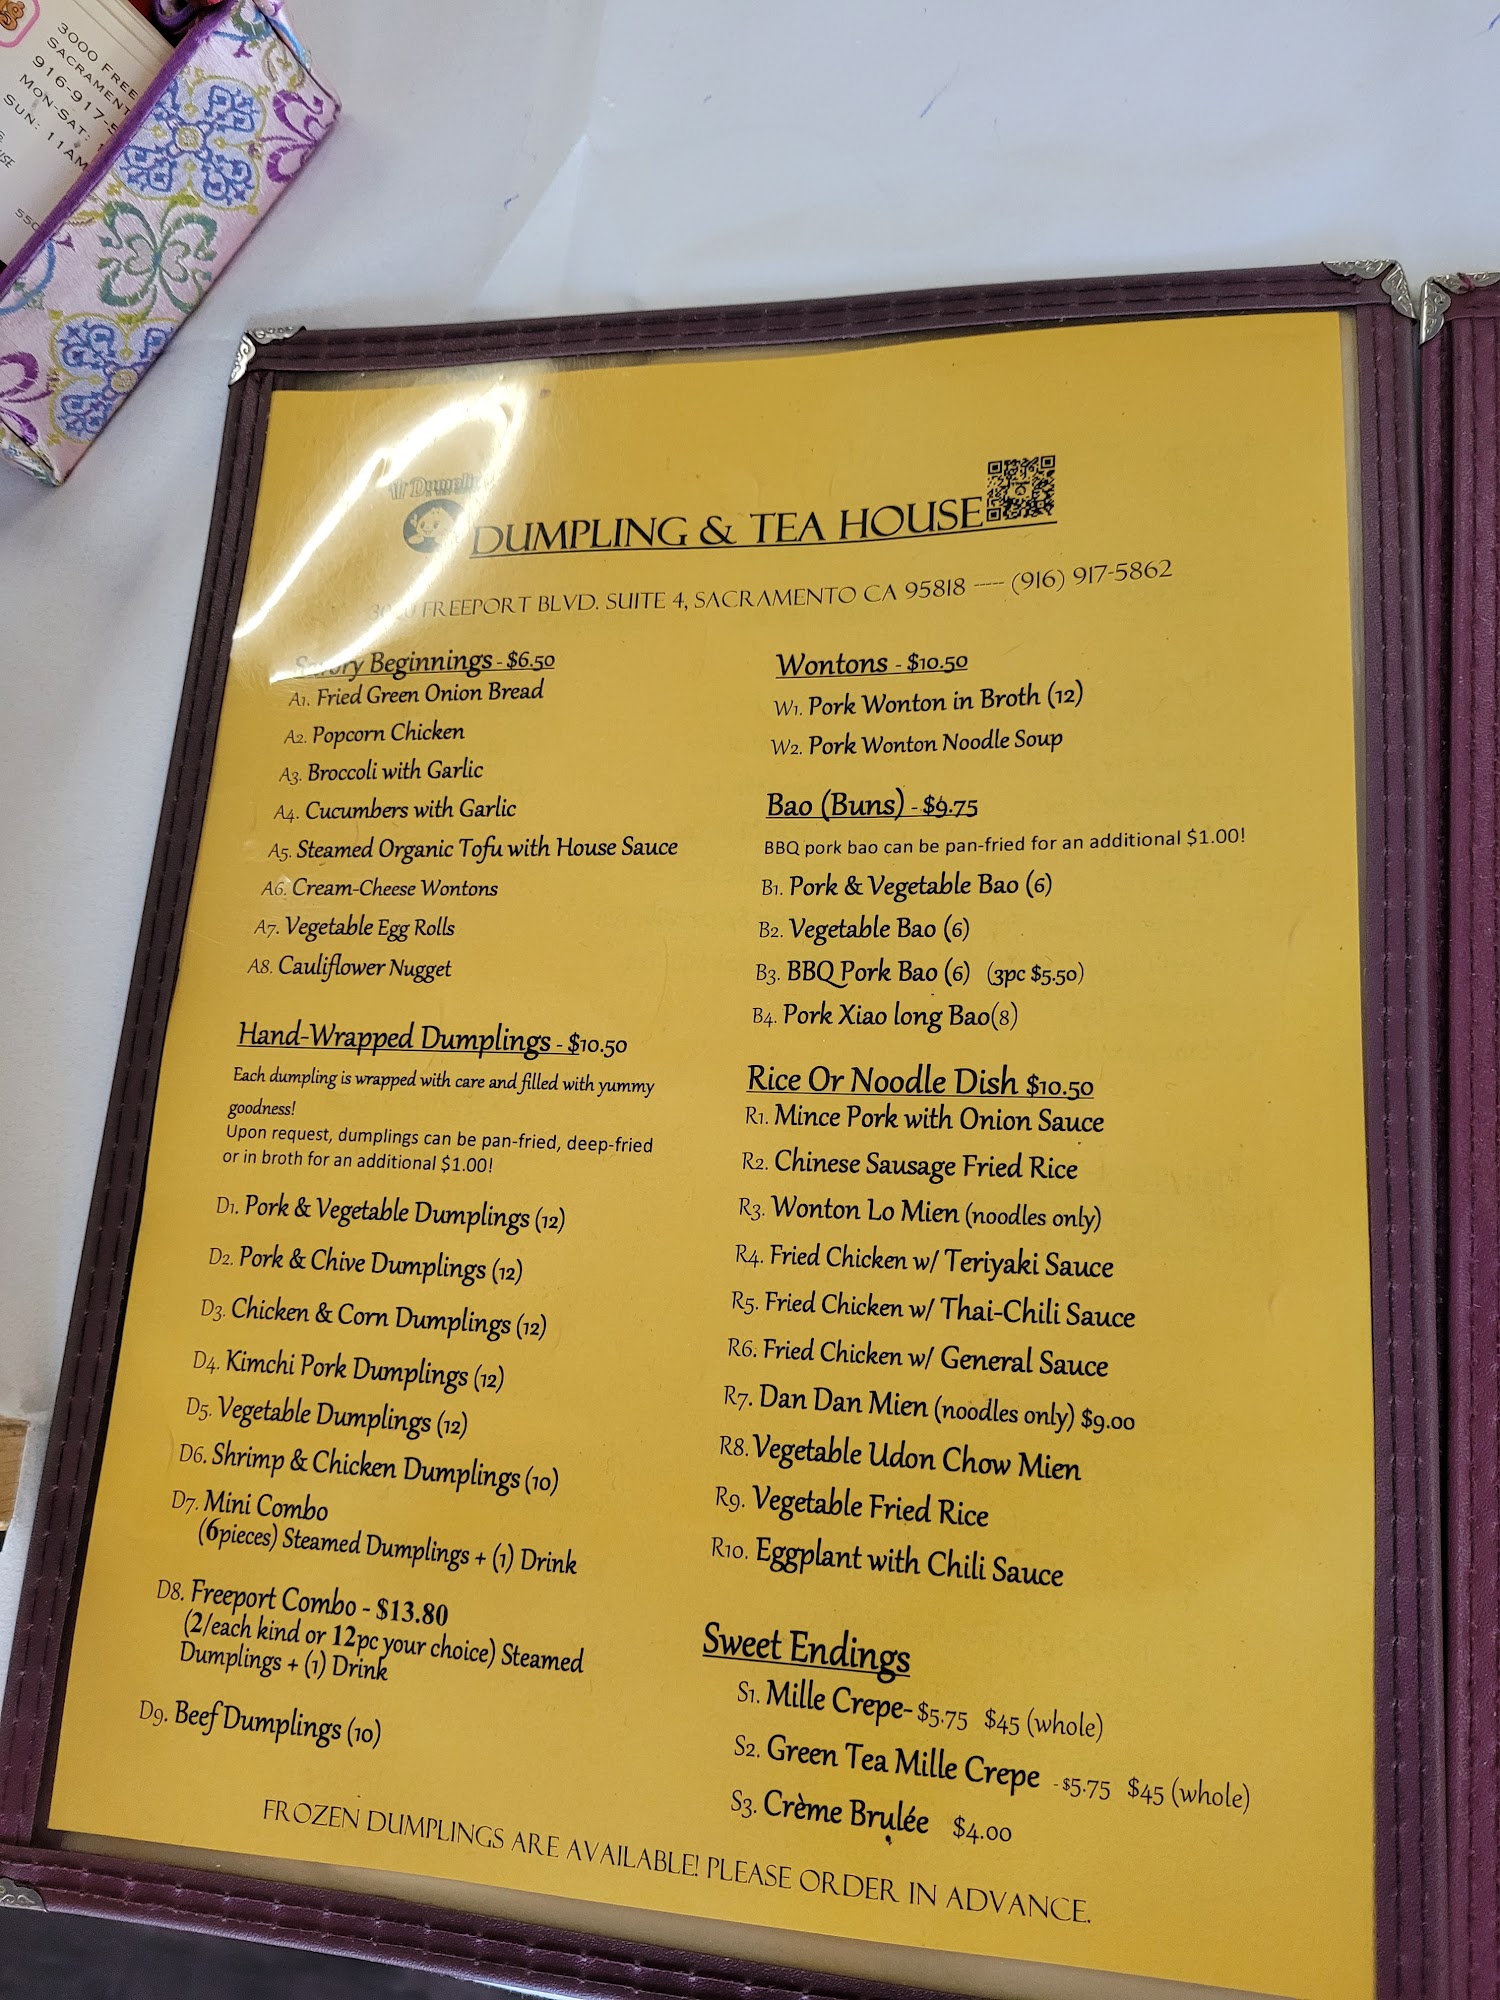 3000 FREE
SACRAMENT
916-917-5
MON-SAT: 1
SUN: 11AM
550
Dumplin
DUMPLING & TEA HOUSE
FREEPORT BLVD. SUITE 4, SACRAMENTO CA 95818 ---- (916) 917-5862
Savory Beginnings - $6.50
A1. Fried Green Onion Bread
A2. Popcorn Chicken
A3. Broccoli with Garlic
A4. Cucumbers with Garlic
A5. Steamed Organic Tofu with House Sauce
A6. Cream-Cheese Wontons
A7. Vegetable Egg Rolls
A8. Cauliflower Nugget
Hand-Wrapped Dumplings - $10.50
Each dumpling is wrapped with care and filled with yummy
goodness!
Upon request, dumplings can be pan-fried, deep-fried
or in broth for an additional $1.00!
D1. Pork & Vegetable Dumplings (12)
D2. Pork & Chive Dumplings (12)
D3. Chicken & Corn Dumplings (12)
D4. Kimchi Pork Dumplings (12)
D5. Vegetable Dumplings (12)
D6. Shrimp & Chicken Dumplings (10)
D7. Mini Combo
(6pieces) Steamed Dumplings + (1) Drink
D8. Freeport Combo - $13.80
(2/each kind or 12pc your choice) Steamed
Dumplings + (1) Drink
D9. Beef Dumplings (10)
Wontons - $10.50
W1. Pork Wonton in Broth (12)
W2. Pork Wonton Noodle Soup
Bao (Buns) - $9.75
BBQ pork bao can be pan-fried for an additional $1.00!
B1. Pork & Vegetable Bao (6)
B2. Vegetable Bao (6)
B3. BBQ Pork Bao (6) (3pc $5.50)
B4. Pork Xiao long Bao(8)
Rice Or Noodle Dish $10.50
R1. Mince Pork with Onion Sauce
R2. Chinese Sausage Fried Rice
R3. Wonton Lo Mien (noodles only)
R4. Fried Chicken w/ Teriyaki Sauce
R5. Fried Chicken w/ Thai-Chili Sauce
R6. Fried Chicken w/ General Sauce
R7. Dan Dan Mien (noodles only) $9.00
R8. Vegetable Udon Chow Mien
R9. Vegetable Fried Rice
R10. Eggplant with Chili Sauce
Sweet Endings
S1. Mille Crepe- $5.75 $45 (whole)
S2. Green Tea Mille Crepe - $5.75 $45 (whole)
S3. Crème Brulée $4.00
FROZEN DUMPLINGS ARE AVAILABLE! PLEASE ORDER IN ADVANCE.